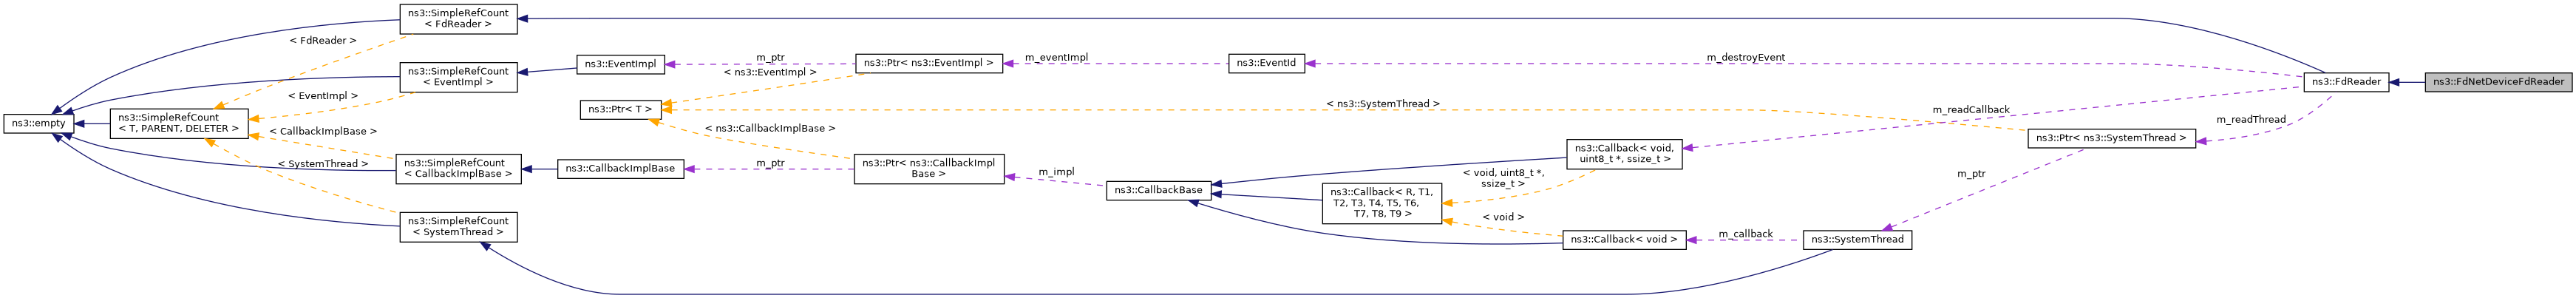 ns3::SimpleRefCount
< FdReader >
< FdReader >
ns3::EventImpl
m_ptr
ns3::Ptr< ns3::EventImpl >
m_eventImpl
ns3::EventId
m_destroyEvent
ns3::SimpleRefCount
< EventImpl >
< ns3::EventImpl >
ns3::FdReader
ns3::FdNetDeviceFdReader
< EventImpl >
ns3::Ptr< T >
< ns3::SystemThread >
m_readCallback
ns3::empty
ns3::SimpleRefCount
< T, PARENT, DELETER >
m_readThread
< CallbackImplBase >
< ns3::CallbackImplBase >
ns3::Ptr< ns3::SystemThread >
ns3::Callback< void,
uint8_t *, ssize_t >
< SystemThread >
ns3::SimpleRefCount
< CallbackImplBase >
ns3::CallbackImplBase
m_ptr
ns3::Ptr< ns3::CallbackImpl
Base >
m_impl
ns3::CallbackBase
< void, uint8_t *,
ssize_t >
m_ptr
ns3::Callback< R, T1,
T2, T3, T4, T5, T6,
T7, T8, T9 >
< void >
ns3::SimpleRefCount
< SystemThread >
ns3::Callback< void >
m_callback
ns3::SystemThread